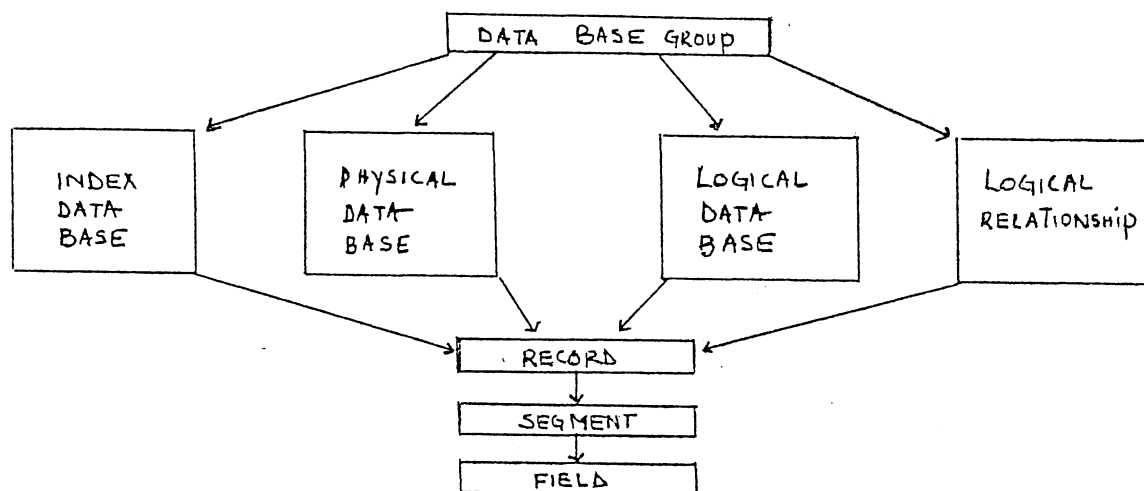 DATA BASE GROUP
INDEX
DATA
BASE
PHYSICAL
DATA
BASE
LOGICAL
DATA
BASE
LOGICAL
RELATIONSHIP
RECORD
SEGMENT
FIELD